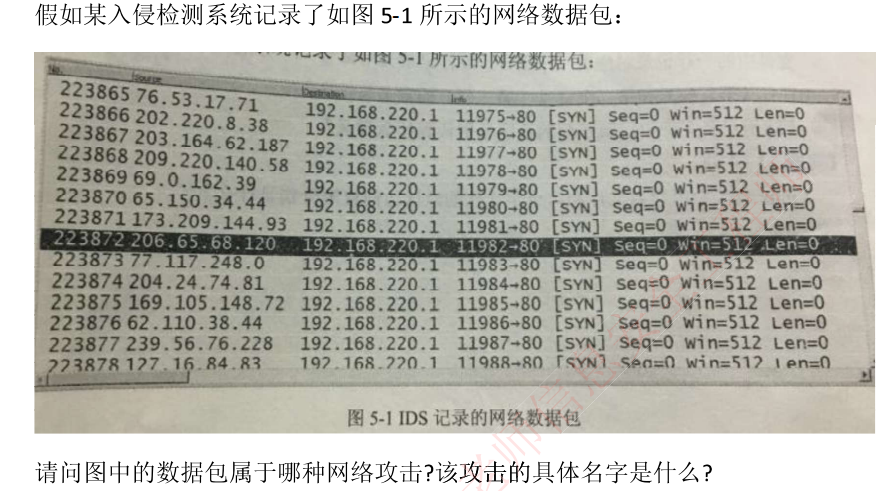 假如某入侵检测系统记录了如图 5-1 所示的网络数据包：
记录了如图 5-1 所示的网络数据包：
No. Source Destination Info
223865 76.53.17.71 192.168.220.1 11975→80 [SYN] Seq=0 Win=512 Len=0
223866 202.220.8.38 192.168.220.1 11976→80 [SYN] Seq=0 Win=512 Len=0
223867 203.164.62.187 192.168.220.1 11977→80 [SYN] Seq=0 Win=512 Len=0
223868 209.220.140.58 192.168.220.1 11978→80 [SYN] Seq=0 Win=512 Len=0
223869 69.0.162.39 192.168.220.1 11979→80 [SYN] Seq=0 Win=512 Len=0
223870 65.150.34.44 192.168.220.1 11980→80 [SYN] Seq=0 Win=512 Len=0
223871 173.209.144.93 192.168.220.1 11981→80 [SYN] Seq=0 Win=512 Len=0
223872 206.65.68.120 192.168.220.1 11982→80 [SYN] Seq=0 Win=512 Len=0
223873 77.117.248.0 192.168.220.1 11983→80 [SYN] Seq=0 Win=512 Len=0
223874 204.24.74.81 192.168.220.1 11984→80 [SYN] Seq=0 Win=512 Len=0
223875 169.105.148.72 192.168.220.1 11985→80 [SYN] Seq=0 Win=512 Len=0
223876 62.110.38.44 192.168.220.1 11986→80 [SYN] Seq=0 Win=512 Len=0
223877 239.56.76.228 192.168.220.1 11987→80 [SYN] Seq=0 Win=512 Len=0
223878 127.16.84.83 192.168.220.1 11988→80 [SYN] Seq=0 Win=512 Len=0
图 5-1 IDS 记录的网络数据包
请问图中的数据包属于哪种网络攻击?该攻击的具体名字是什么?